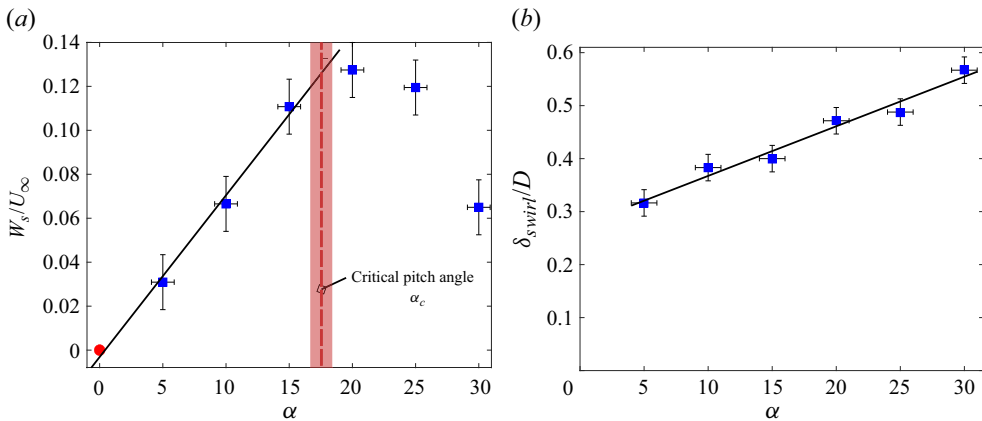 (a)
0.14
0.12
0.10
0.08
0.06
0.04
0.02
0
W_s/U_∞
Critical pitch angle
α_c
0 5 10 15 20 25 30
α
(b)
0.6
0.5
0.4
0.3
0.2
0.1
0
δ_swirl/D
5 10 15 20 25 30
α